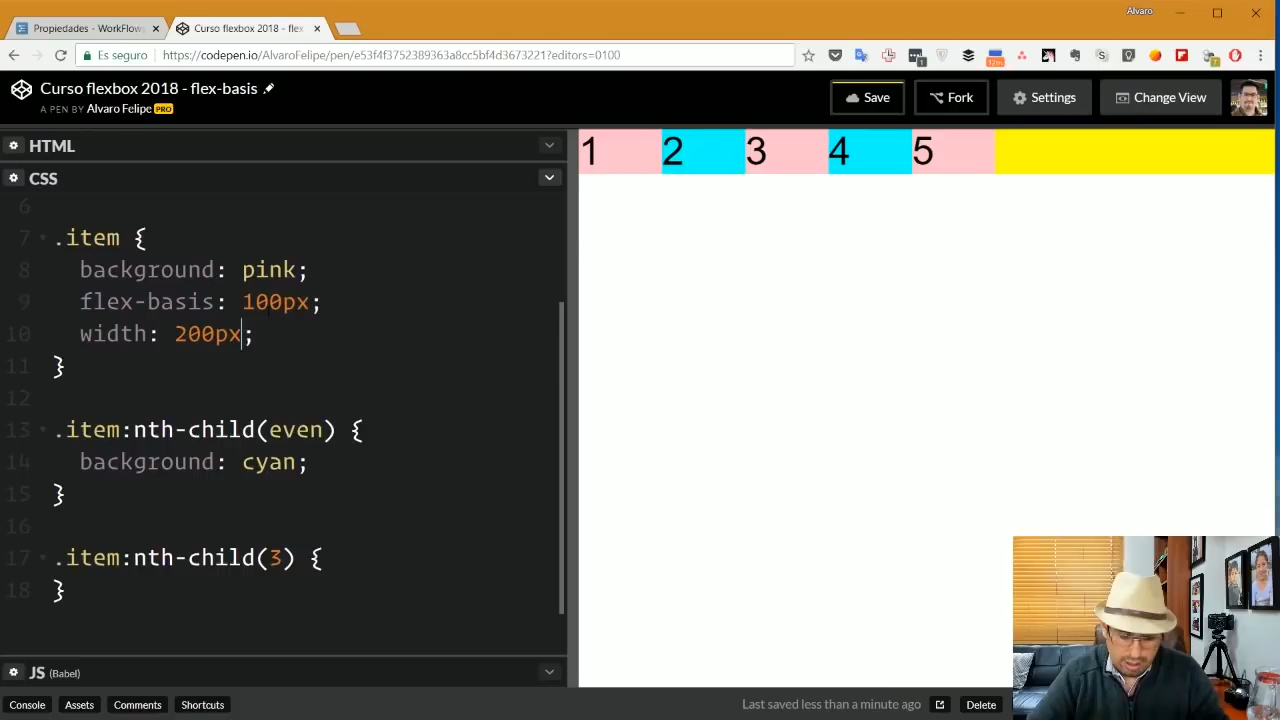 Alvaro
Propiedades - WorkFlow
Curso flexbox 2018 - flex
Es seguro
https://codepen.io/AlvaroFelipe/pen/e53f4f3752389363a8cc5bf4d3673221?editors=0100
1
12m
7
Curso flexbox 2018 - flex-basis
A PEN BY Alvaro Felipe PRO
Save
Fork
Settings
Change View
HTML
CSS
6
7 .item {
8 background: pink;
9 flex-basis: 100px;
10 width: 200px;
11 }
12
13 .item:nth-child(even) {
14 background: cyan;
15 }
16
17 .item:nth-child(3) {
18 }
1 2 3 4 5
JS (Babel)
Console Assets Comments Shortcuts
Last saved less than a minute ago
Delete